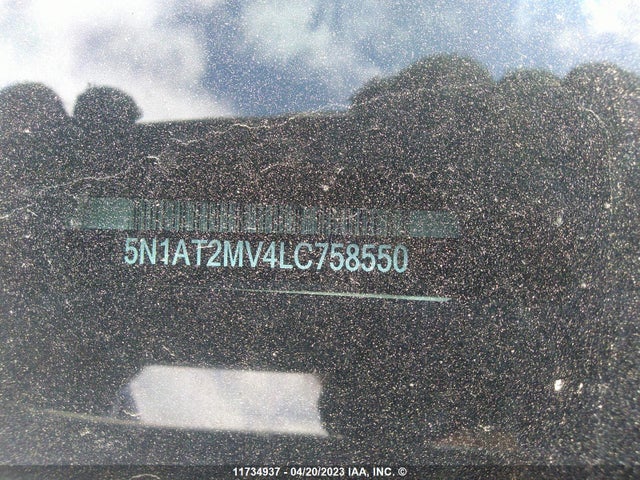 5N1AT2MV4LC758550
11734937 - 04/20/2023 IAA, INC. ©